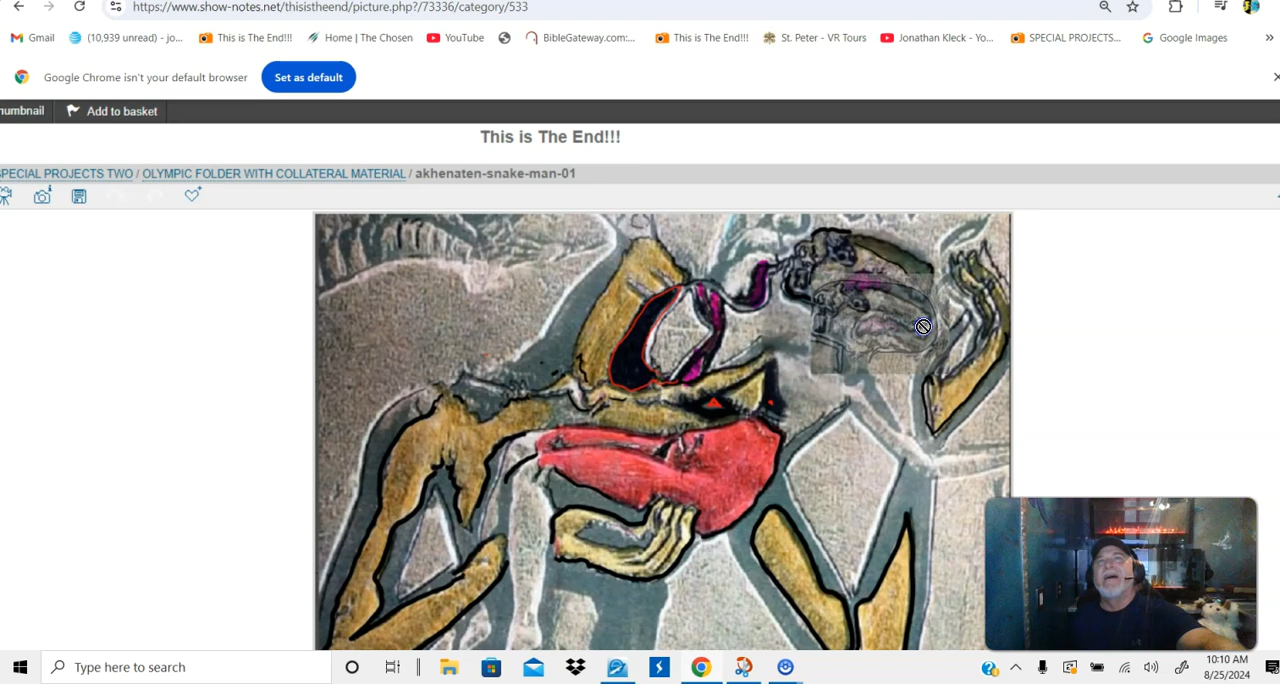 https://www.show-notes.net/thisistheend/picture.php?/73336/category/533
Gmail
(10,939 unread) - jo...
This is The End!!!
Home | The Chosen
YouTube
BibleGateway.com:...
This is The End!!!
St. Peter - VR Tours
Jonathan Kleck - Yo...
SPECIAL PROJECTS...
Google Images
»
Google Chrome isn't your default browser
Set as default
humbnail
Add to basket
This is The End!!!
SPECIAL PROJECTS TWO / OLYMPIC FOLDER WITH COLLATERAL MATERIAL / akhenaten-snake-man-01
Type here to search
10:10 AM
8/25/2024